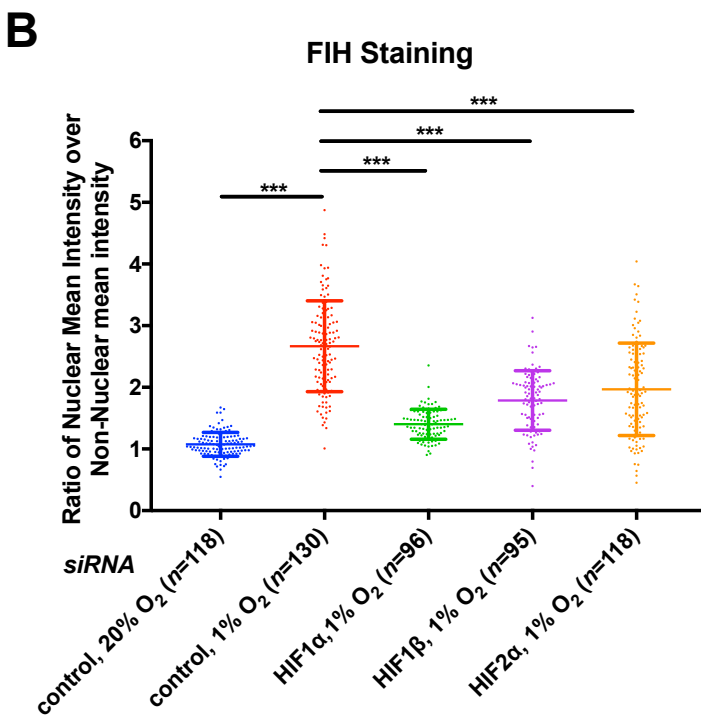 B
FIH Staining
***
***
***
***
Ratio of Nuclear Mean Intensity over
Non-Nuclear mean intensity
6
5
4
3
2
1
0
siRNA
control, 20% O₂ (n=118)
control, 1% O₂ (n=130)
HIF1α,1% O₂ (n=96)
HIF1β, 1% O₂ (n=95)
HIF2α, 1% O₂ (n=118)